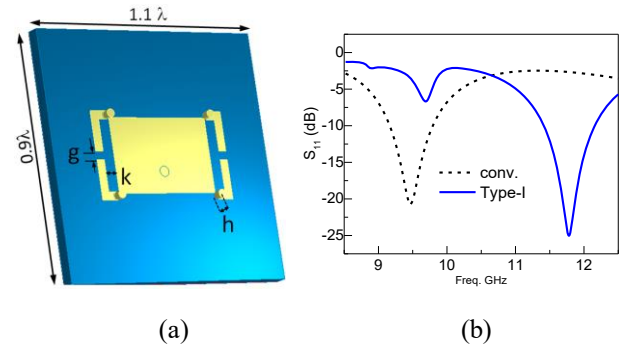 1.1 λ
0.9λ
g
k
h
(a)
(b)
0
-5
-10
-15
-20
-25
S11 (dB)
conv.
Type-I
9 10 11 12
Freq. GHz